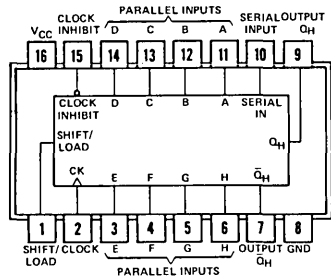 PARALLEL INPUTS
CLOCK SERIAL OUTPUT
VCC INHIBIT D C B A INPUT QH
16 15 14 13 12 11 10 9
CLOCK INHIBIT D C B A SERIAL IN
SHIFT/
LOAD
QH
CK
E F G H Q̄H
1 2 3 4 5 6 7 8
SHIFT/ CLOCK E F G H OUTPUT GND
LOAD Q̄H
PARALLEL INPUTS